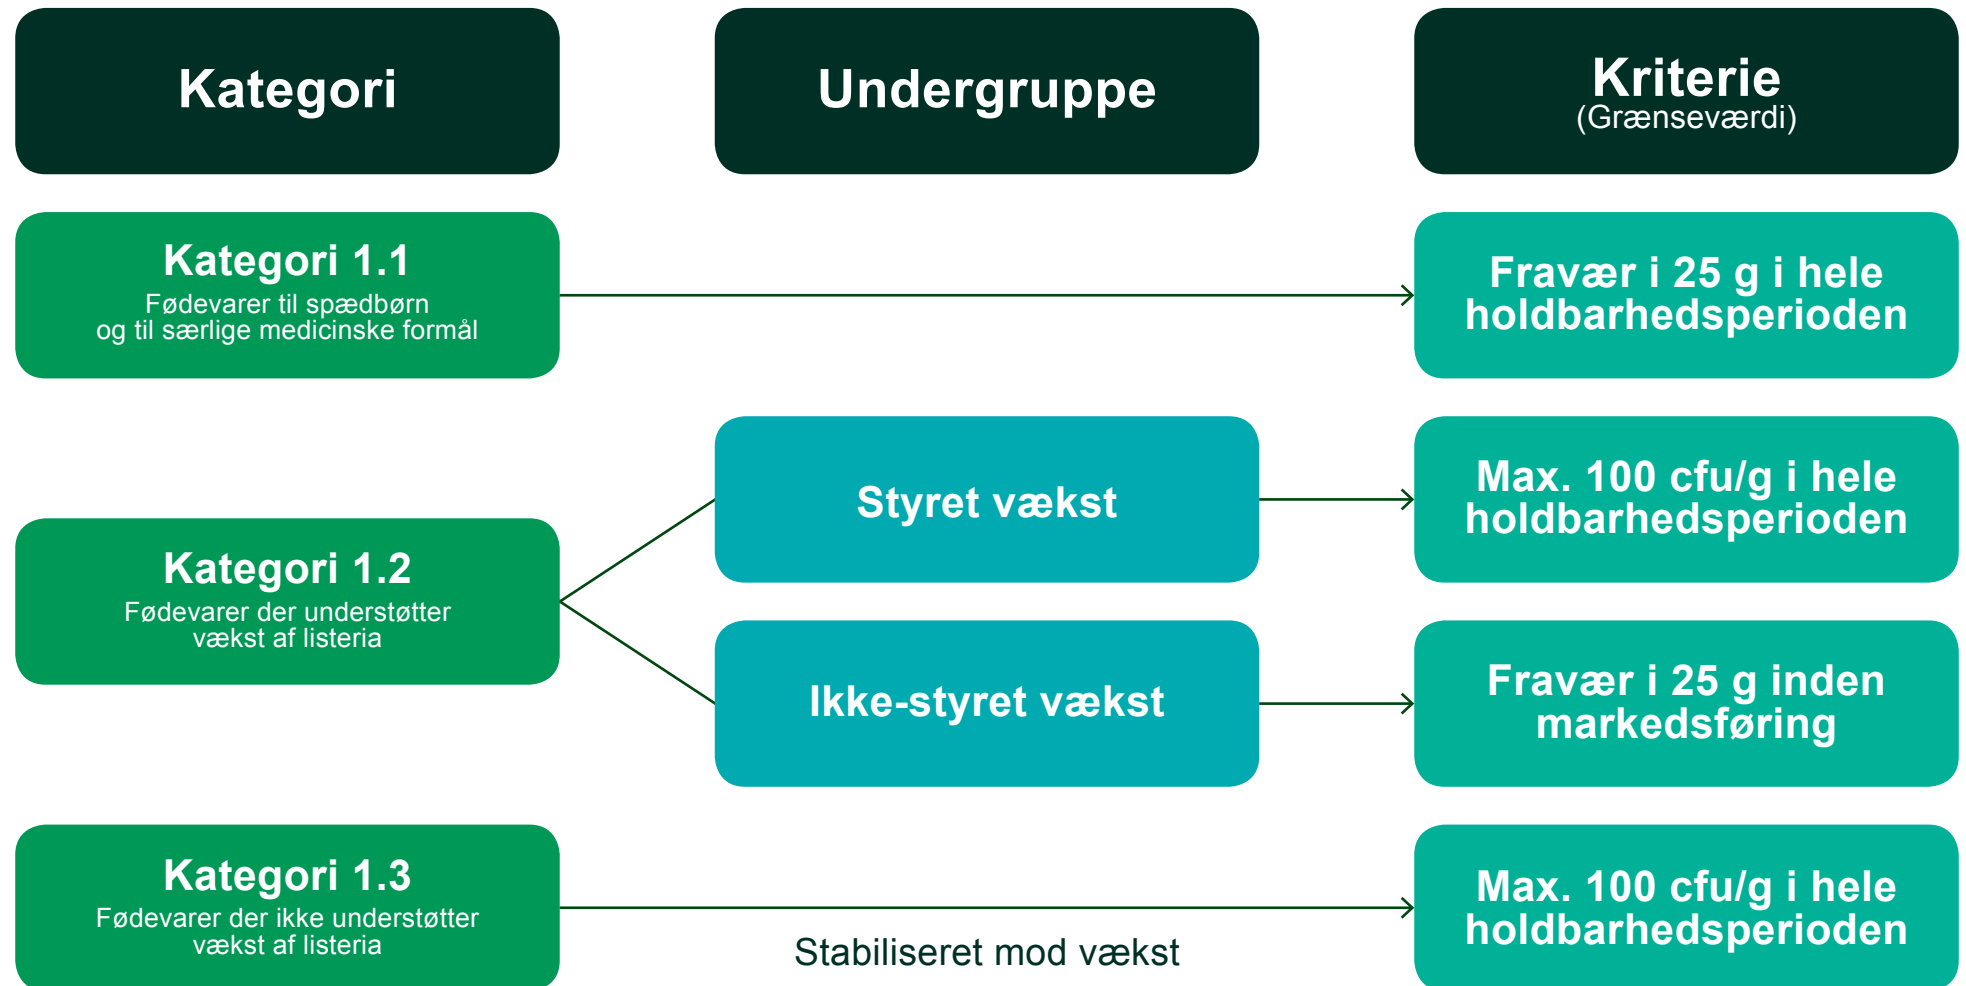 Kategori
Undergruppe
Kriterie
(Grænseværdi)
Kategori 1.1
Fødevarer til spædbørn
og til særlige medicinske formål
Fravær i 25 g i hele
holdbarhedsperioden
Kategori 1.2
Fødevarer der understøtter
vækst af listeria
Styret vækst
Max. 100 cfu/g i hele
holdbarhedsperioden
Ikke-styret vækst
Fravær i 25 g inden
markedsføring
Kategori 1.3
Fødevarer der ikke understøtter
vækst af listeria
Stabiliseret mod vækst
Max. 100 cfu/g i hele
holdbarhedsperioden